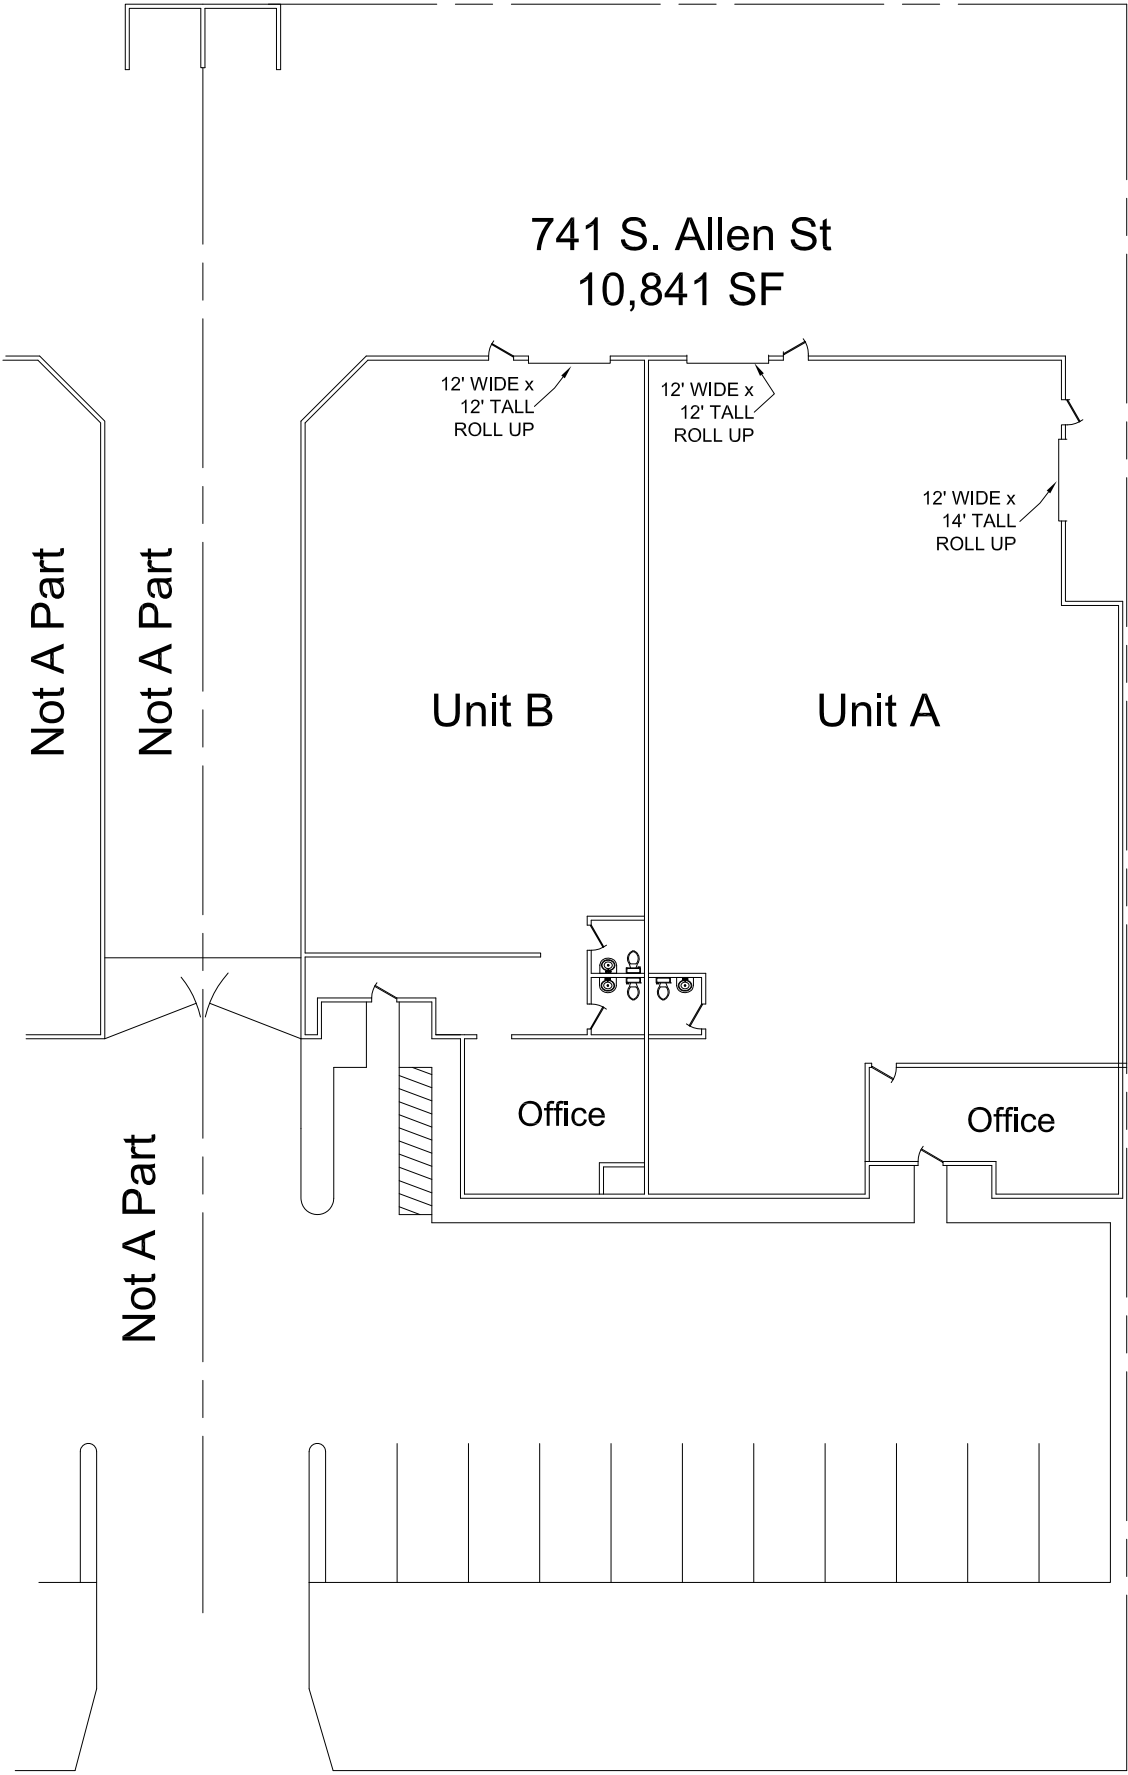 741 S. Allen St
10,841 SF
12' WIDE x
12' TALL
ROLL UP
12' WIDE x
12' TALL
ROLL UP
12' WIDE x
14' TALL
ROLL UP
Not A Part
Not A Part
Unit B
Unit A
Office
Office
Not A Part